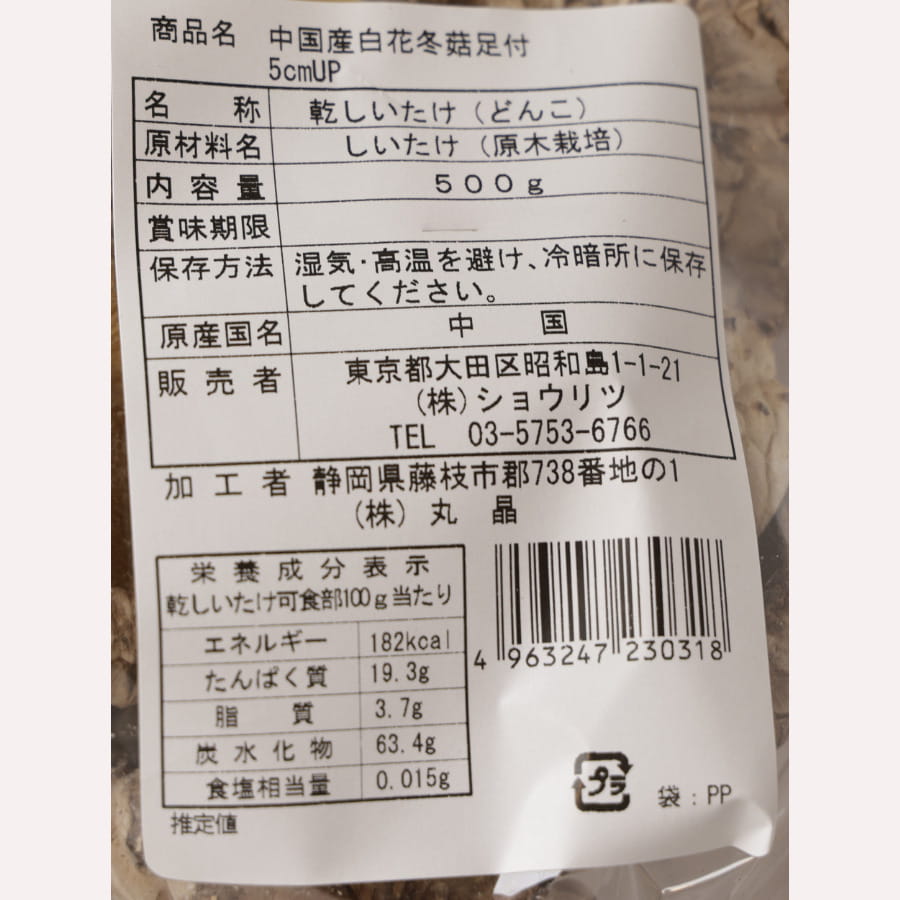 商品名 中国産白花冬菇足付
5cmUP
名 称 乾しいたけ（どんこ）
原材料名 しいたけ（原木栽培）
内容量 500g
賞味期限
保存方法 湿気・高温を避け、冷暗所に保存
してください。
原産国名 中 国
販売者 東京都大田区昭和島1-1-21
（株）ショウリツ
TEL 03-5753-6766
加工者 静岡県藤枝市郡738番地の1
（株）丸 晶
栄養成分表示
乾しいたけ可食部100g当たり
エネルギー 182kcal
たんぱく質 19.3g
脂 質 3.7g
炭水化物 63.4g
食塩相当量 0.015g
推定値
4 963247 230318
プラ
袋：PP